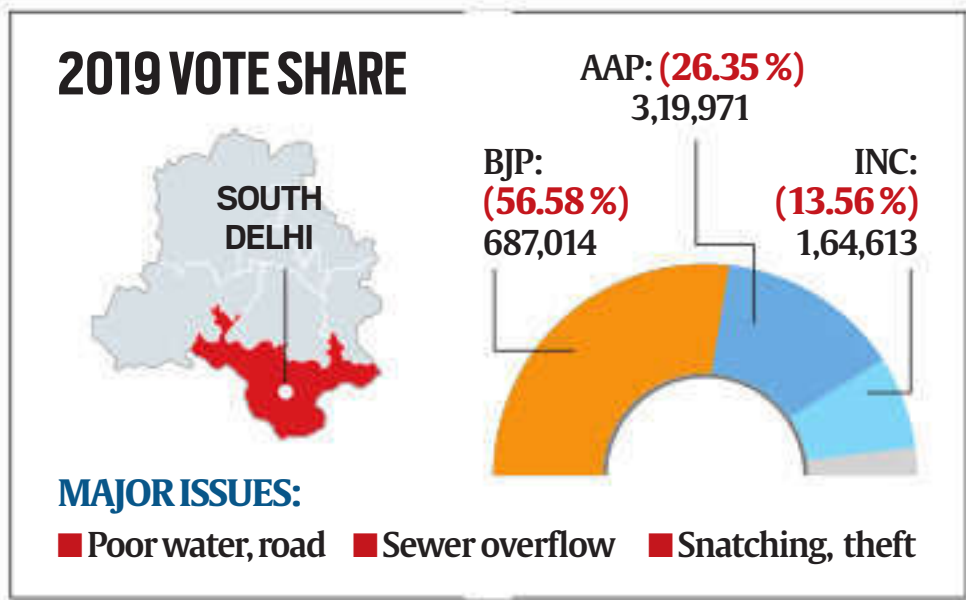 2019 VOTE SHARE
SOUTH
DELHI
AAP: (26.35 %)
3,19,971
BJP:
(56.58 %)
687,014
INC:
(13.56 %)
1,64,613
MAJOR ISSUES:
Poor water, road
Sewer overflow
Snatching, theft